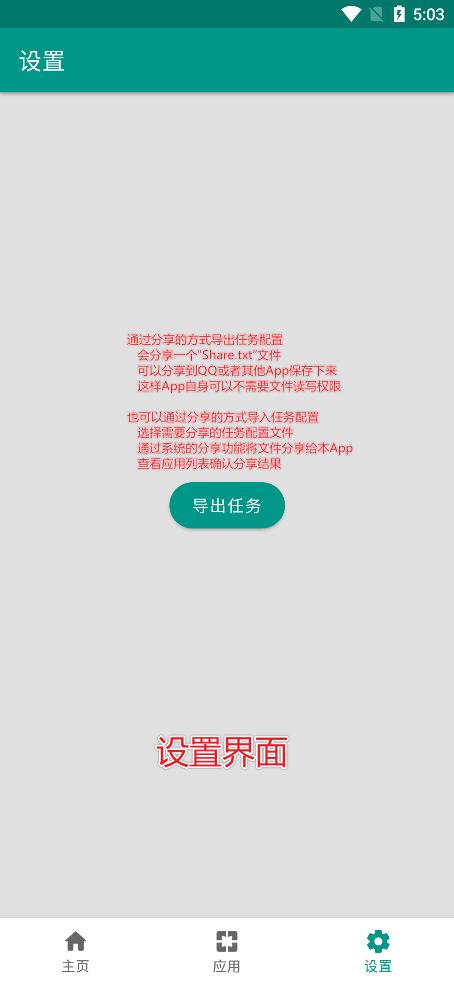 5:03
设置
通过分享的方式导出任务配置
会分享一个"Share.txt"文件
可以分享到QQ或者其他App保存下来
这样App自身可以不需要文件读写权限
也可以通过分享的方式导入任务配置
选择需要分享的任务配置文件
通过系统的分享功能将文件分享给本App
查看应用列表确认分享结果
导出任务
设置界面
主页
应用
设置